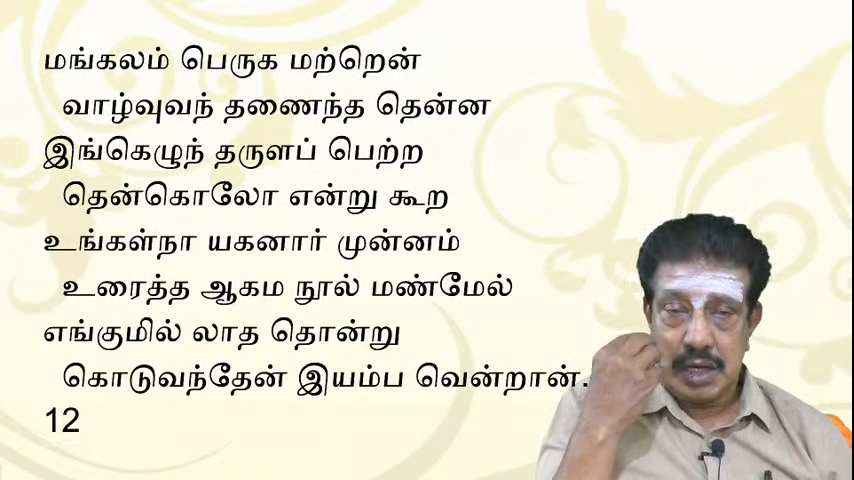 மங்கலம் பெருக மற்றென்
வாழ்வுவந் தணைந்த தென்ன
இங்கெழுந் தருளப் பெற்ற
தென்கொலோ என்று கூற
உங்கள்நா யகனார் முன்னம்
உரைத்த ஆகம நூல் மண்மேல்
எங்குமில் லாத தொன்று
கொடுவந்தேன் இயம்ப வென்றான்.
12